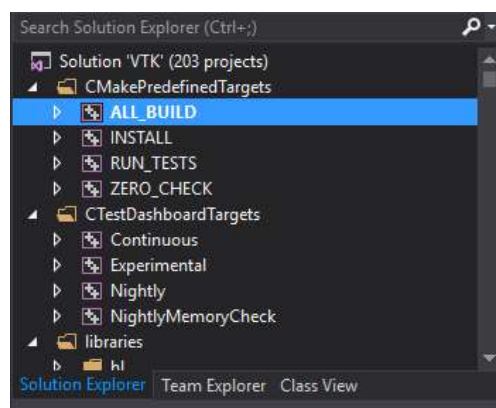 Search Solution Explorer (Ctrl+;)
Solution 'VTK' (203 projects)
CMakePredefinedTargets
ALL_BUILD
INSTALL
RUN_TESTS
ZERO_CHECK
CTestDashboardTargets
Continuous
Experimental
Nightly
NightlyMemoryCheck
libraries
Solution Explorer Team Explorer Class View